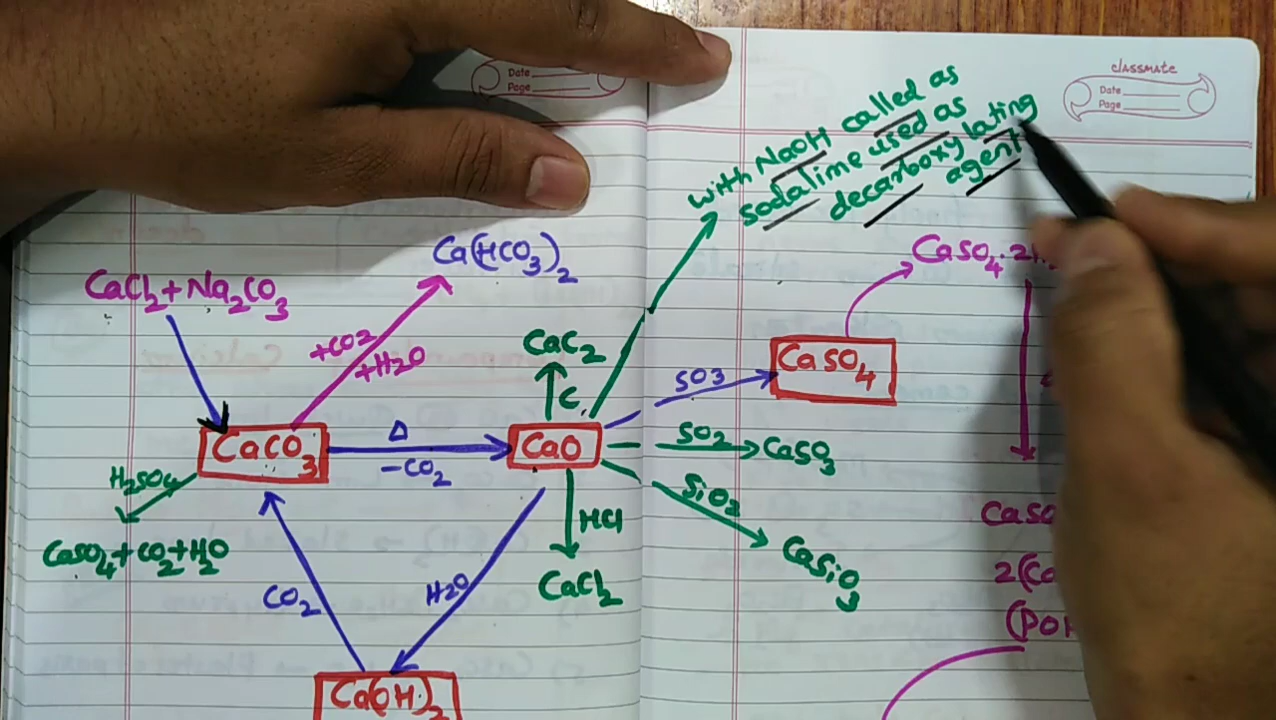 Date
Page
classmate
Date
Page
with NaOH called as
sodalime used as
decarboxylating
agent
Ca(HCO3)2
CaCl2+Na2CO3
+CO2
+H2O
CaC2
C
SO3
CaSO4
CaSO4.2H
CaCO3
Δ
-CO2
CaO
SO2
CaSO3
H2SO4
SiO2
HCl
CaSO4+CO2+H2O
CaCl2
CaSiO3
CO2
H2O
CaSO
2(Ca
(POP
Ca(OH)2